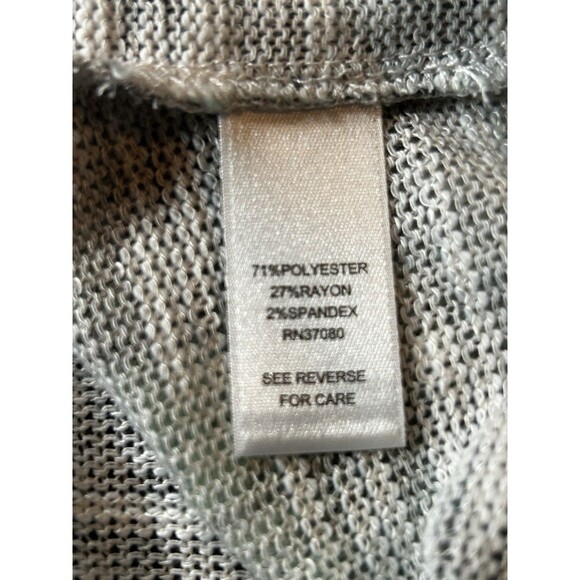 71%POLYESTER
27%RAYON
2%SPANDEX
RN37080
SEE REVERSE
FOR CARE